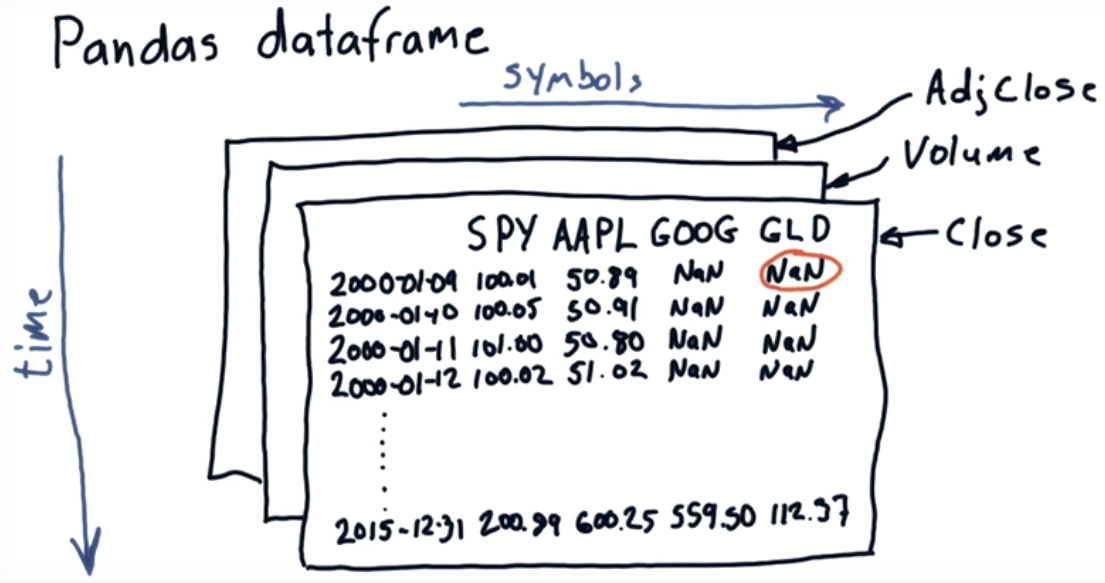 Pandas dataframe
symbols
AdjClose
Volume
Close
time
SPY AAPL GOOG GLD
2000-01-09 100.01 50.89 NaN NaN
2000-01-10 100.05 50.91 NaN NaN
2000-01-11 101.00 50.80 NaN NaN
2000-01-12 100.02 51.02 NaN NaN
2015-12-31 200.99 600.25 559.50 112.37